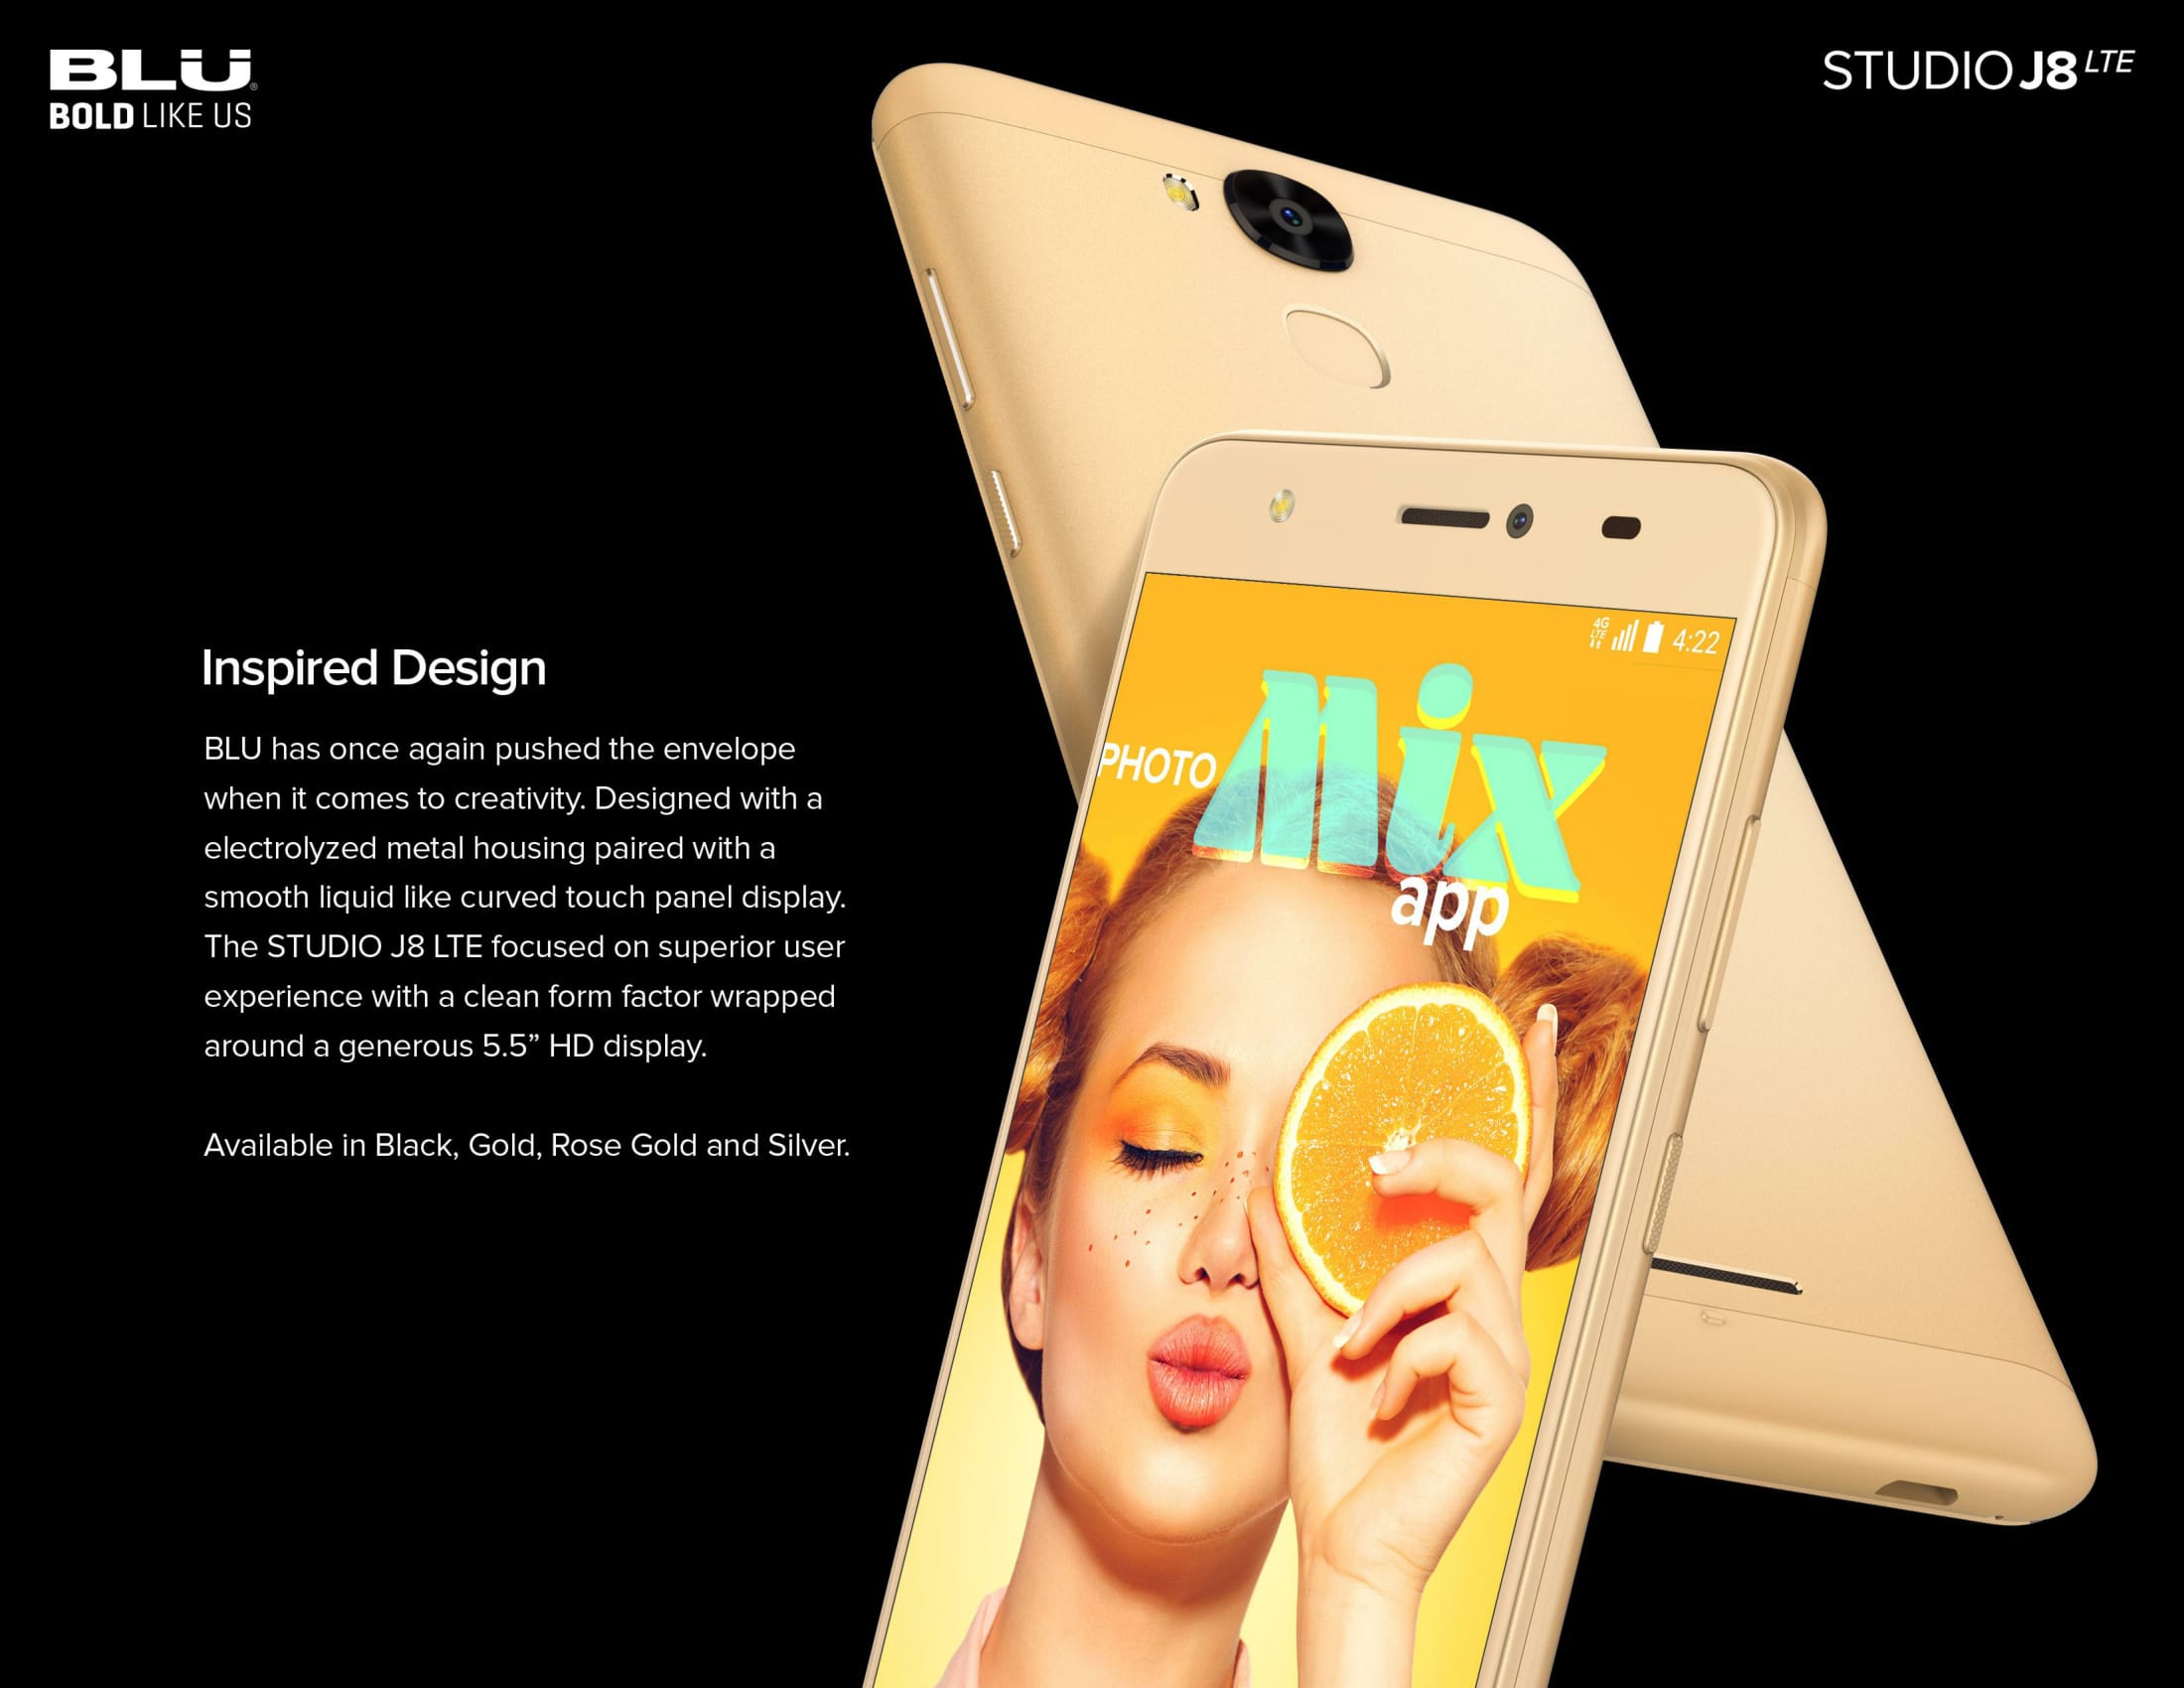 BLU®
BOLD LIKE US
STUDIO J8 LTE
4G
LTE
4:22
PHOTO
Mix
app
Inspired Design
BLU has once again pushed the envelope
when it comes to creativity. Designed with a
electrolyzed metal housing paired with a
smooth liquid like curved touch panel display.
The STUDIO J8 LTE focused on superior user
experience with a clean form factor wrapped
around a generous 5.5” HD display.
Available in Black, Gold, Rose Gold and Silver.